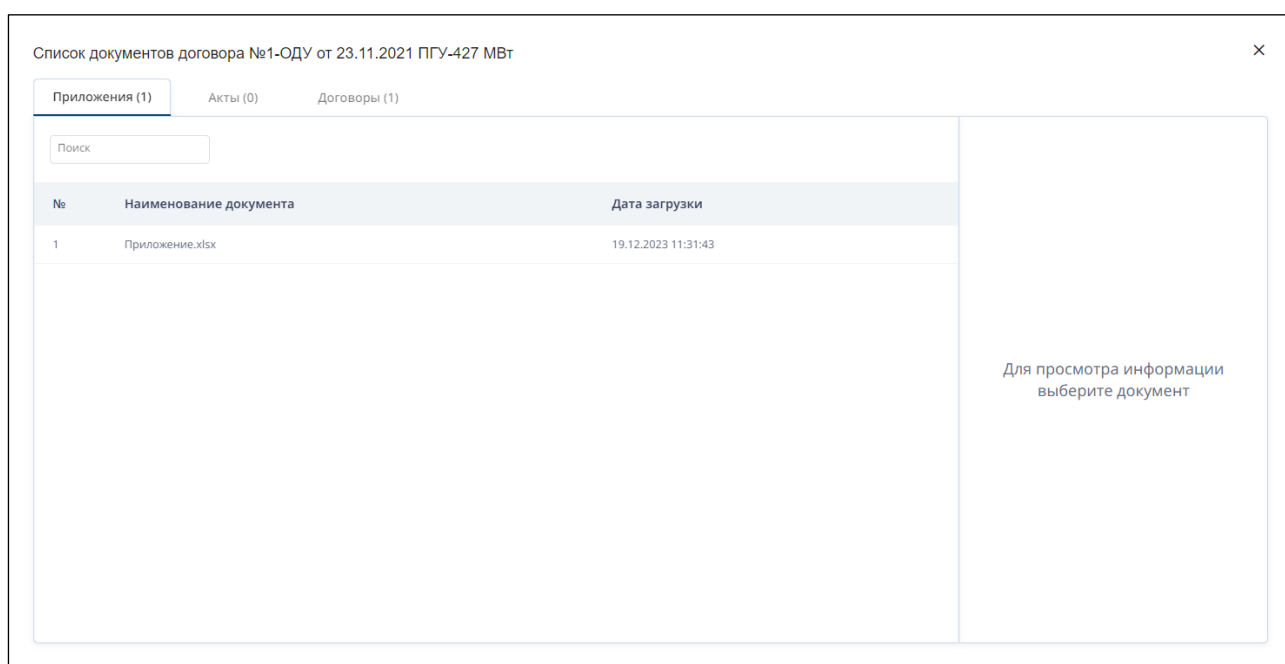 Список документов договора №1-ОДУ от 23.11.2021 ПГУ-427 МВт
Приложения (1) Акты (0) Договоры (1)
Поиск
№ Наименование документа Дата загрузки
1 Приложение.xlsx 19.12.2023 11:31:43
Для просмотра информации
выберите документ